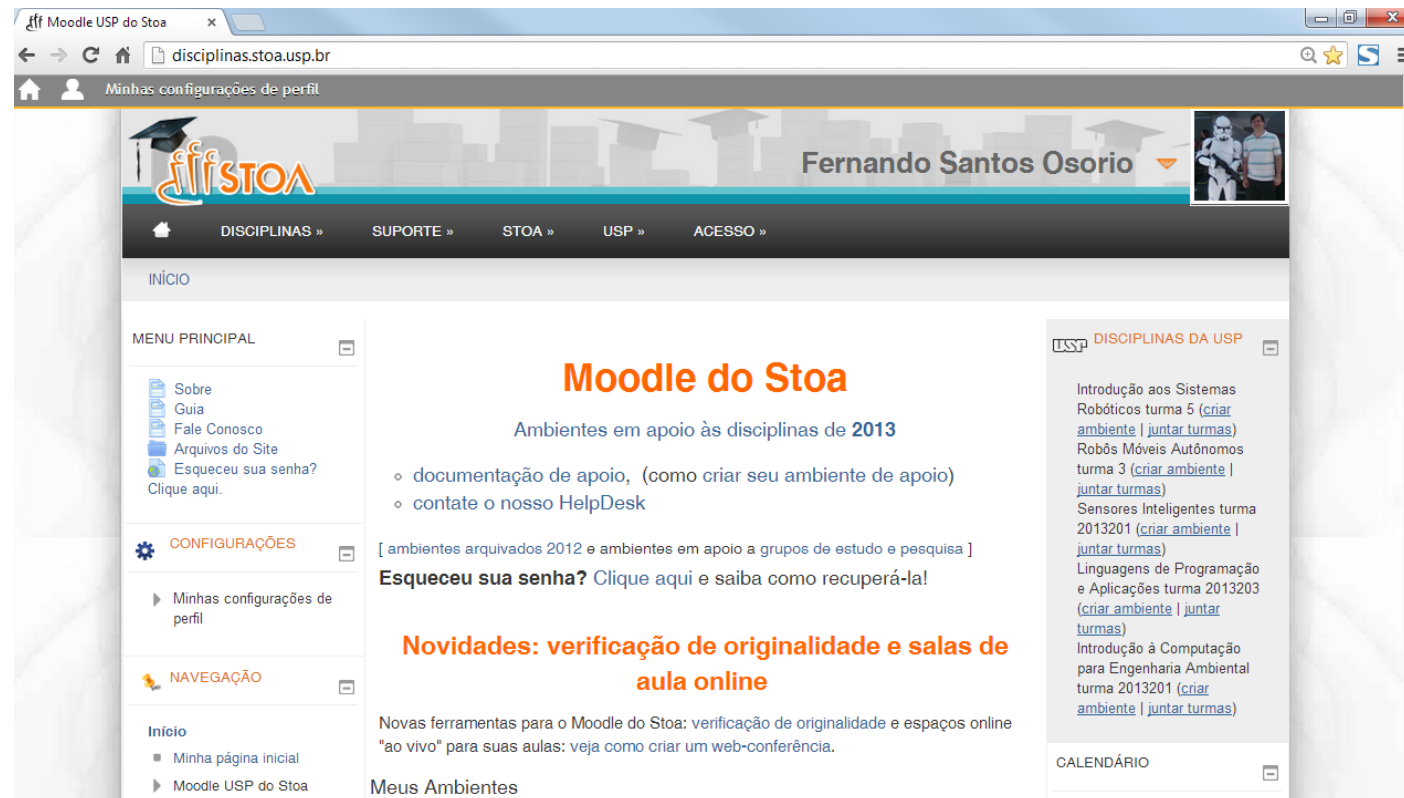 Moodle USP do Stoa
disciplinas.stoa.usp.br
Minhas configurações de perfil
STOA
Fernando Santos Osorio
DISCIPLINAS » SUPORTE » STOA » USP » ACESSO »
INÍCIO
MENU PRINCIPAL
Sobre
Guia
Fale Conosco
Arquivos do Site
Esqueceu sua senha?
Clique aqui.
CONFIGURAÇÕES
Minhas configurações de
perfil
NAVEGAÇÃO
Início
Minha página inicial
Moodle USP do Stoa
Moodle do Stoa
Ambientes em apoio às disciplinas de 2013
documentação de apoio, (como criar seu ambiente de apoio)
contate o nosso HelpDesk
[ ambientes arquivados 2012 e ambientes em apoio a grupos de estudo e pesquisa ]
Esqueceu sua senha? Clique aqui e saiba como recuperá-la!
Novidades: verificação de originalidade e salas de
aula online
Novas ferramentas para o Moodle do Stoa: verificação de originalidade e espaços online
"ao vivo" para suas aulas: veja como criar um web-conferência.
Meus Ambientes
USP DISCIPLINAS DA USP
Introdução aos Sistemas
Robóticos turma 5 (criar
ambiente | juntar turmas)
Robôs Móveis Autônomos
turma 3 (criar ambiente |
juntar turmas)
Sensores Inteligentes turma
2013201 (criar ambiente |
juntar turmas)
Linguagens de Programação
e Aplicações turma 2013203
(criar ambiente | juntar
turmas)
Introdução à Computação
para Engenharia Ambiental
turma 2013201 (criar
ambiente | juntar turmas)
CALENDÁRIO